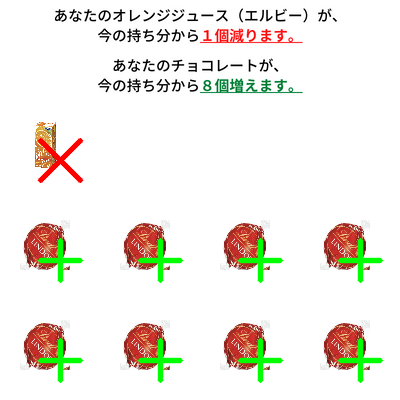 あなたのオレンジジュース（エルビー）が、
今の持ち分から１個減ります。
あなたのチョコレートが、
今の持ち分から８個増えます。